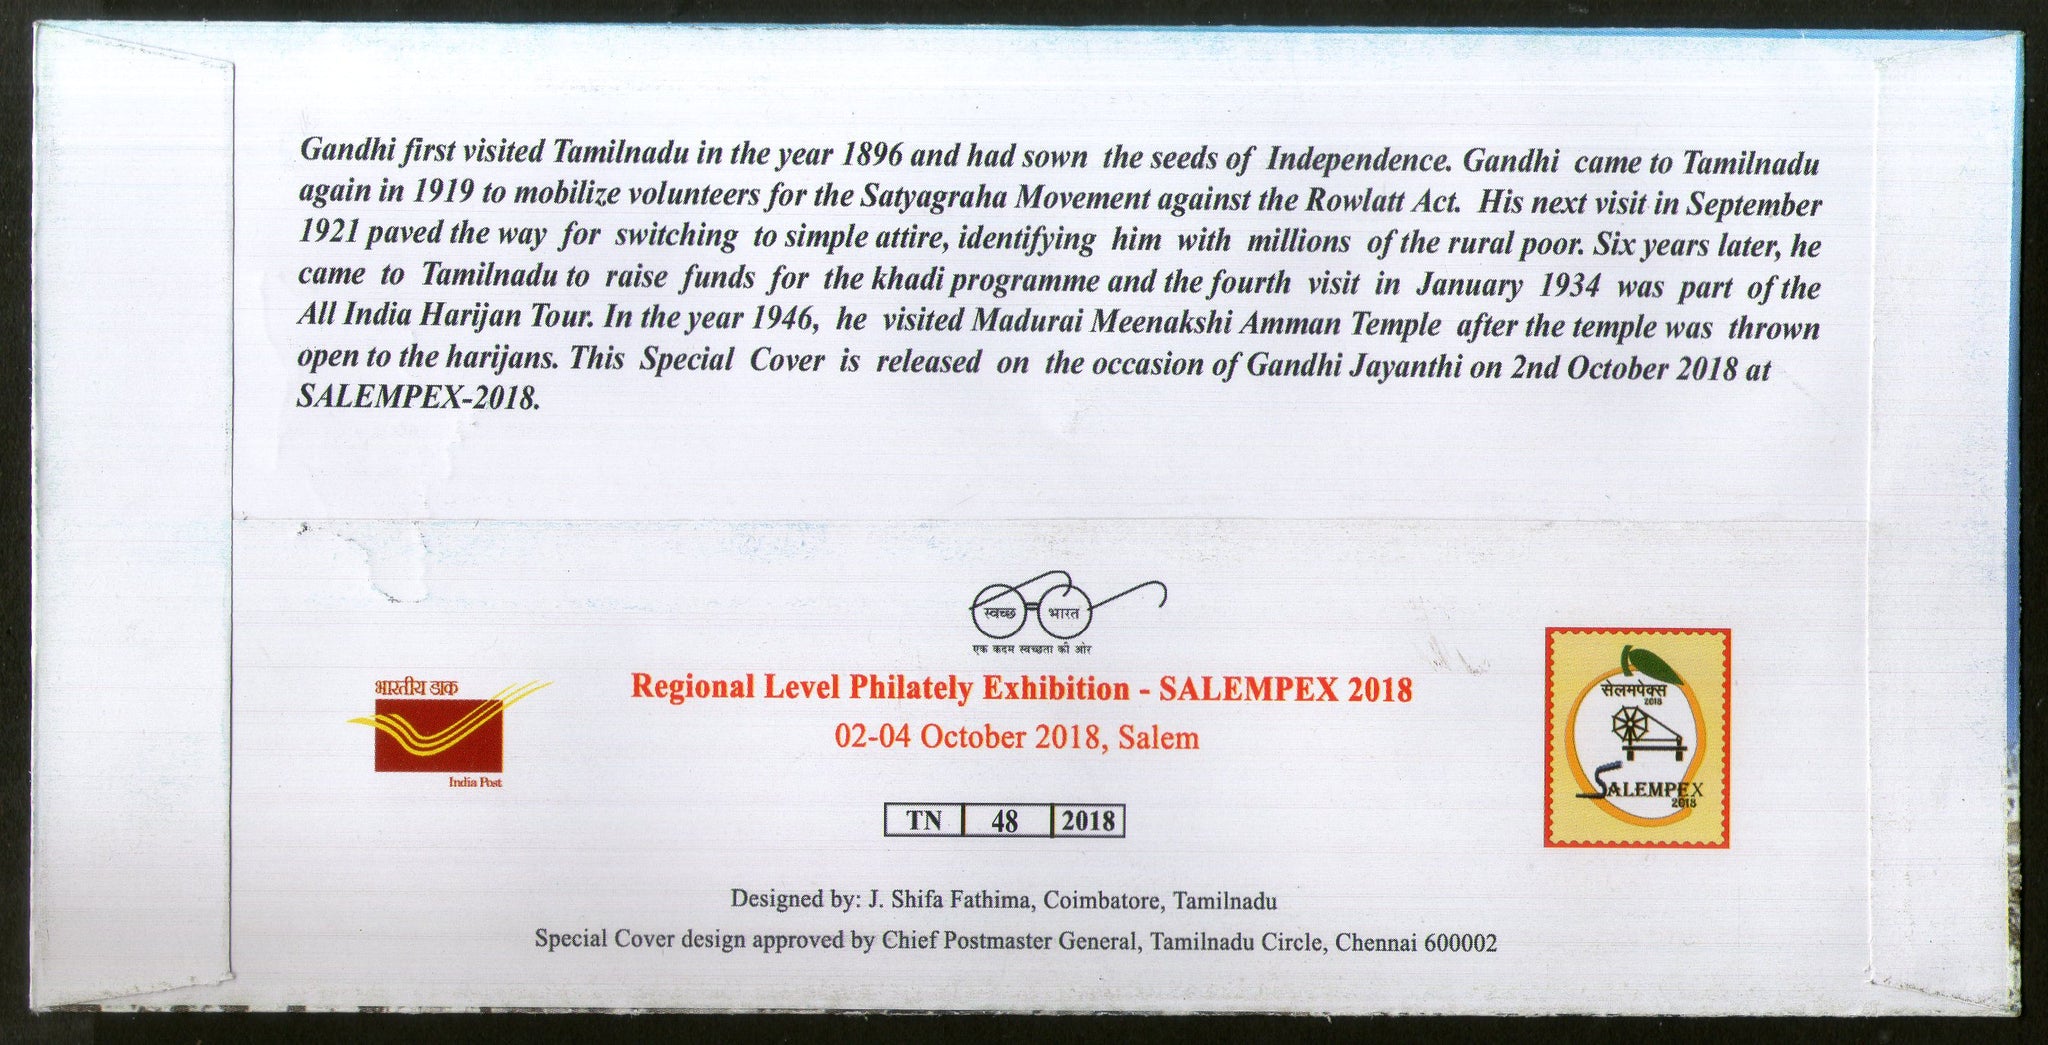 Gandhi first visited Tamilnadu in the year 1896 and had sown the seeds of Independence. Gandhi came to Tamilnadu
again in 1919 to mobilize volunteers for the Satyagraha Movement against the Rowlatt Act. His next visit in September
1921 paved the way for switching to simple attire, identifying him with millions of the rural poor. Six years later, he
came to Tamilnadu to raise funds for the khadi programme and the fourth visit in January 1934 was part of the
All India Harijan Tour. In the year 1946, he visited Madurai Meenakshi Amman Temple after the temple was thrown
open to the harijans. This Special Cover is released on the occasion of Gandhi Jayanthi on 2nd October 2018 at
SALEMPEX-2018.
स्वच्छ भारत
एक कदम स्वच्छता की ओर
भारतीय डाक
India Post
Regional Level Philately Exhibition - SALEMPEX 2018
02-04 October 2018, Salem
सेलमपेक्स
2018
SALEMPEX
2018
TN 48 2018
Designed by: J. Shifa Fathima, Coimbatore, Tamilnadu
Special Cover design approved by Chief Postmaster General, Tamilnadu Circle, Chennai 600002